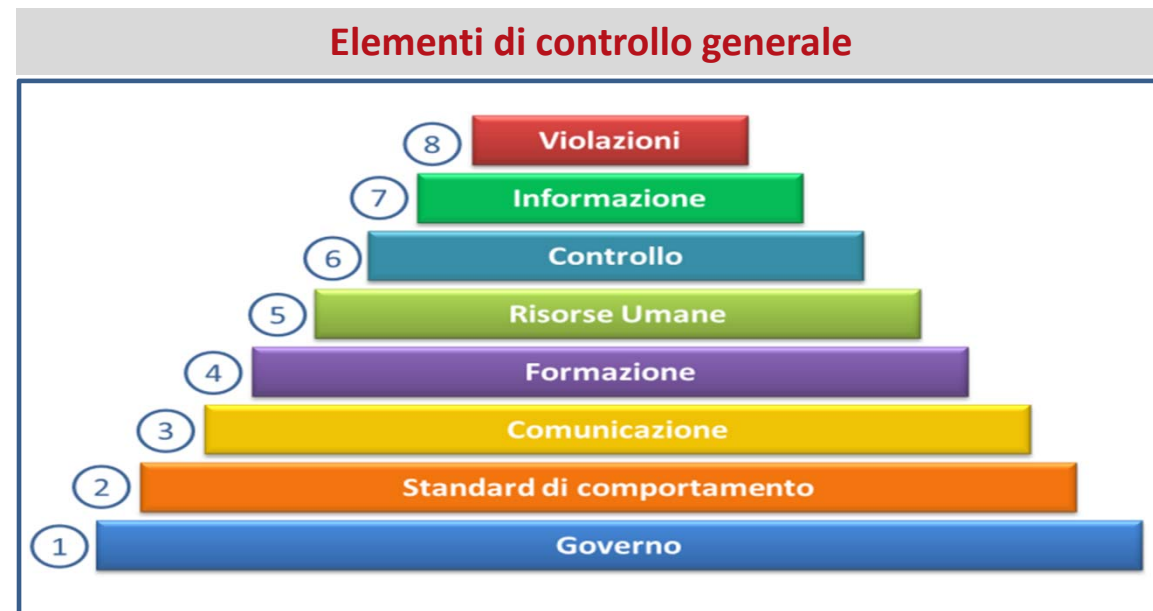 Elementi di controllo generale
8 Violazioni
7 Informazione
6 Controllo
5 Risorse Umane
4 Formazione
3 Comunicazione
2 Standard di comportamento
1 Governo